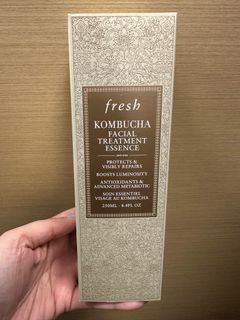 fresh
KOMBUCHA
FACIAL
TREATMENT
ESSENCE
PROTECTS &
VISIBLY REPAIRS
BOOSTS LUMINOSITY
ANTIOXIDANTS &
ADVANCED METABIOTIC
SOIN ESSENTIEL
VISAGE AU KOMBUCHA
250ML - 8.4FL OZ